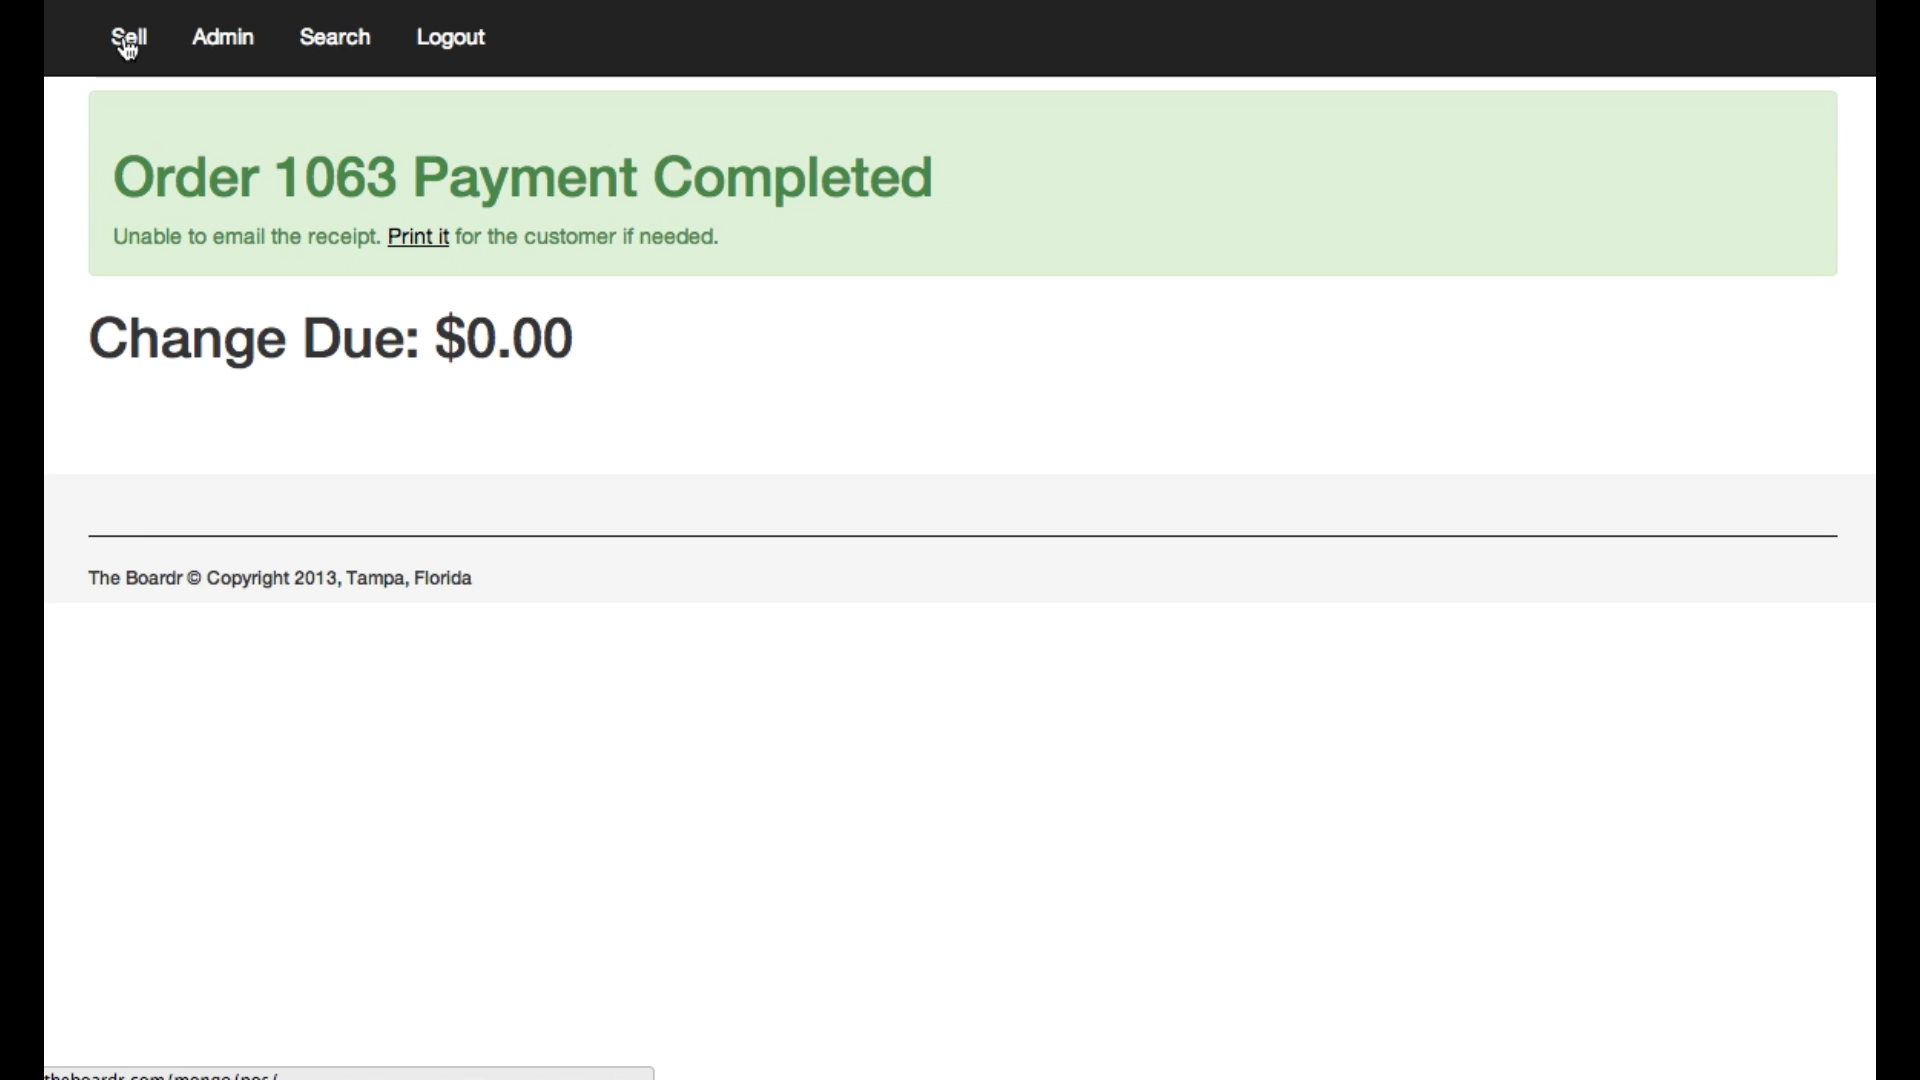 Sell Admin Search Logout
Order 1063 Payment Completed
Unable to email the receipt. Print it for the customer if needed.
Change Due: $0.00
The Boardr © Copyright 2013, Tampa, Florida